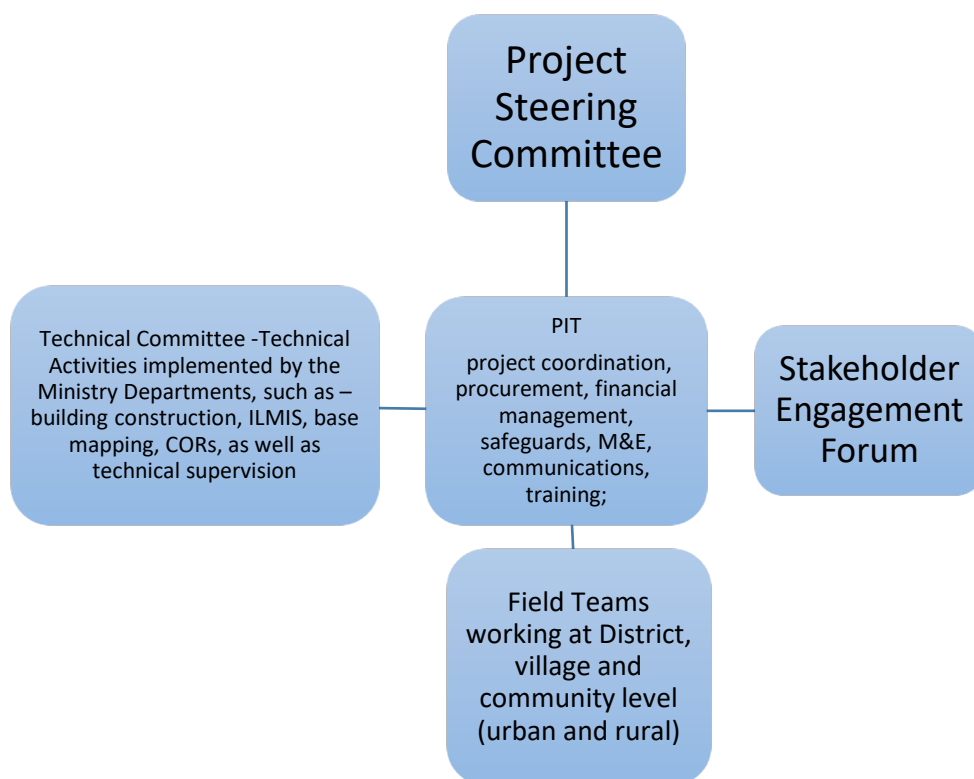 Project
Steering
Committee
Technical Committee -Technical
Activities implemented by the
Ministry Departments, such as –
building construction, ILMIS, base
mapping, CORs, as well as
technical supervision
PIT
project coordination,
procurement, financial
management,
safeguards, M&E,
communications,
training;
Stakeholder
Engagement
Forum
Field Teams
working at District,
village and
community level
(urban and rural)